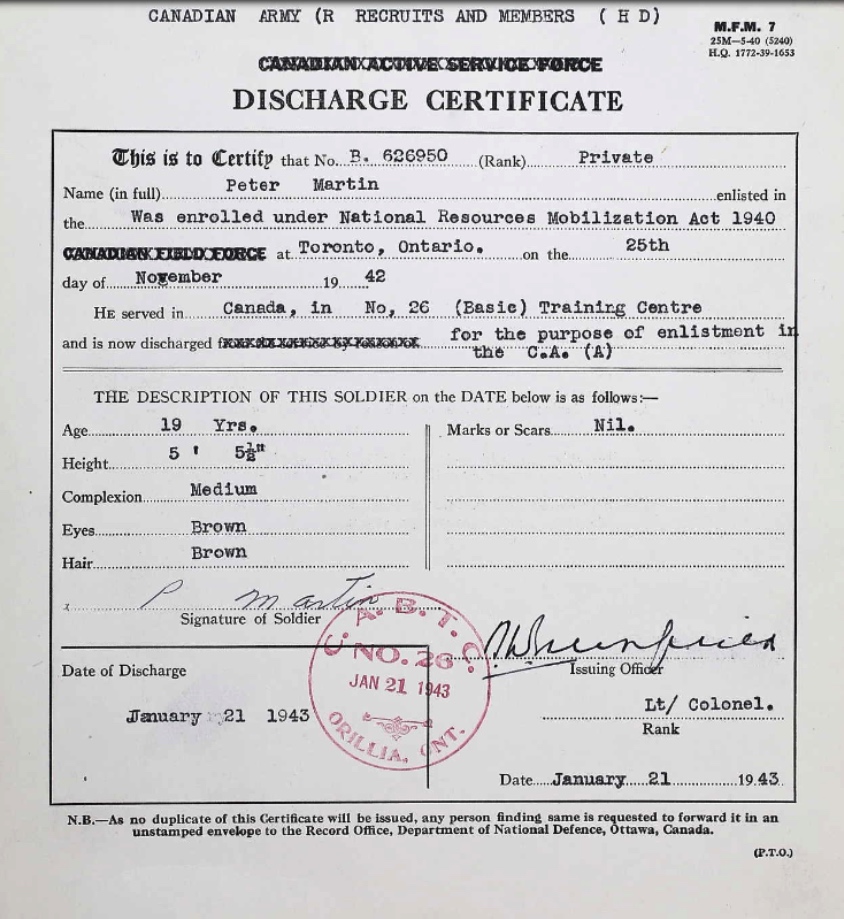 CANADIAN ARMY (R RECRUITS AND MEMBERS ( H D)
M.F.M. 7
25M—5-40 (5240)
H.Q. 1772-39-1653
CANADIAN ACTIVE SERVICE FORCE
DISCHARGE CERTIFICATE
This is to Certify that No. B. 626950 (Rank) Private
Name (in full) Peter Martin enlisted in
the Was enrolled under National Resources Mobilization Act 1940
CANADIAN FIELD FORCE at Toronto, Ontario. on the 25th
day of November 19 42
HE served in Canada, in No, 26 (Basic) Training Centre
and is now discharged for the purpose of enlistment in
the C.A. (A)
THE DESCRIPTION OF THIS SOLDIER on the DATE below is as follows:—
Age 19 Yrs.
Height 5 ' 5½"
Complexion Medium
Eyes Brown
Hair Brown
Marks or Scars Nil.
P Martin
Signature of Soldier
C. A. B. T. C.
NO. 26
JAN 21 1943
ORILLIA, ONT.
Issuing Officer
Date of Discharge
January 21 1943
Lt/ Colonel.
Rank
Date January 21 19 43
N.B.—As no duplicate of this Certificate will be issued, any person finding same is requested to forward it in an
unstamped envelope to the Record Office, Department of National Defence, Ottawa, Canada.
(P.T.O.)